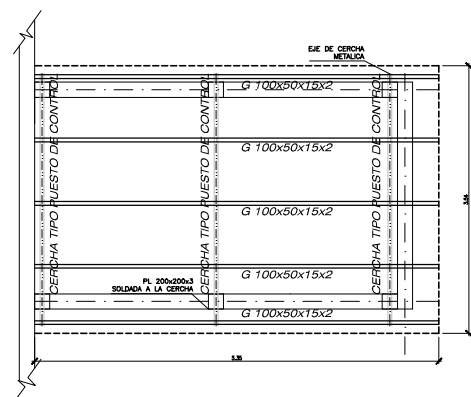 EJE DE CERCHA
METALICA
G 100x50x15x2
CERCHA TIPO PUESTO DE CONTROL
CERCHA TIPO PUESTO DE CONTROL
CERCHA TIPO PUESTO DE CONTROL
G 100x50x15x2
G 100x50x15x2
G 100x50x15x2
PL 200x200x3
SOLDADA A LA CERCHA
G 100x50x15x2
5.35